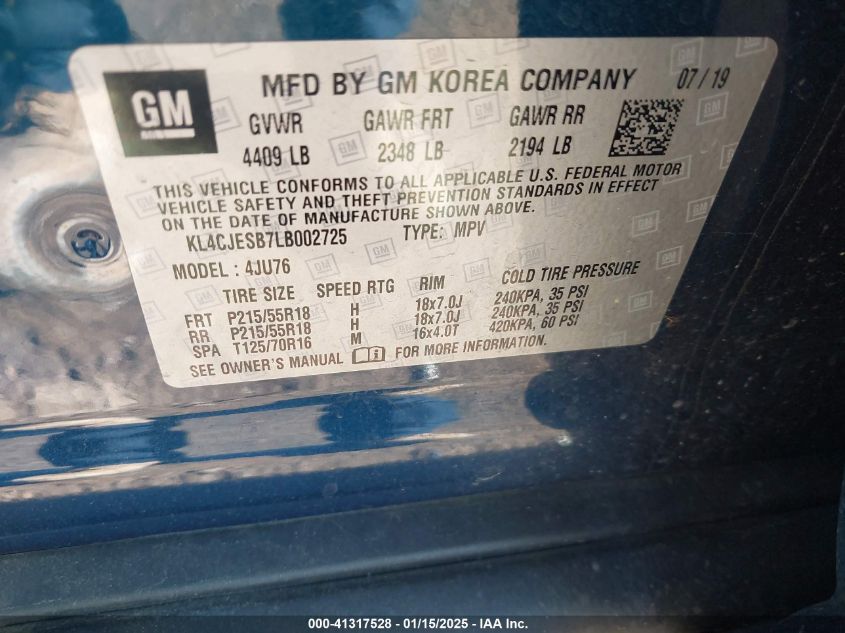 GM
MFD BY GM KOREA COMPANY 07/19
GVWR GAWR FRT GAWR RR
4409 LB 2348 LB 2194 LB
THIS VEHICLE CONFORMS TO ALL APPLICABLE U.S. FEDERAL MOTOR
VEHICLE SAFETY AND THEFT PREVENTION STANDARDS IN EFFECT
ON THE DATE OF MANUFACTURE SHOWN ABOVE.
KL4CJESB7LB002725 TYPE: MPV
MODEL : 4JU76
TIRE SIZE SPEED RTG RIM COLD TIRE PRESSURE
FRT P215/55R18 H 18x7.0J 240KPA, 35 PSI
RR P215/55R18 H 18x7.0J 240KPA, 35 PSI
SPA T125/70R16 M 16x4.0T 420KPA, 60 PSI
SEE OWNER'S MANUAL FOR MORE INFORMATION.
000-41317528 — 01/15/2025 — © IAA Inc.